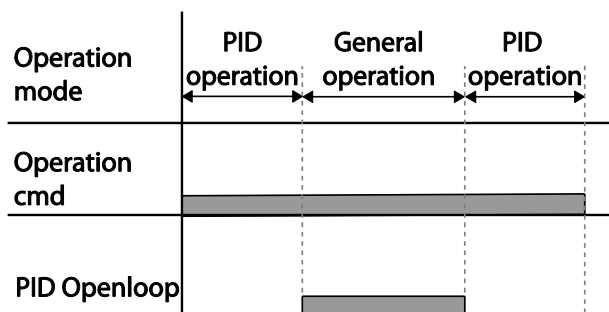 PID General PID
Operation operation operation operation
mode
Operation
cmd
PID Openloop